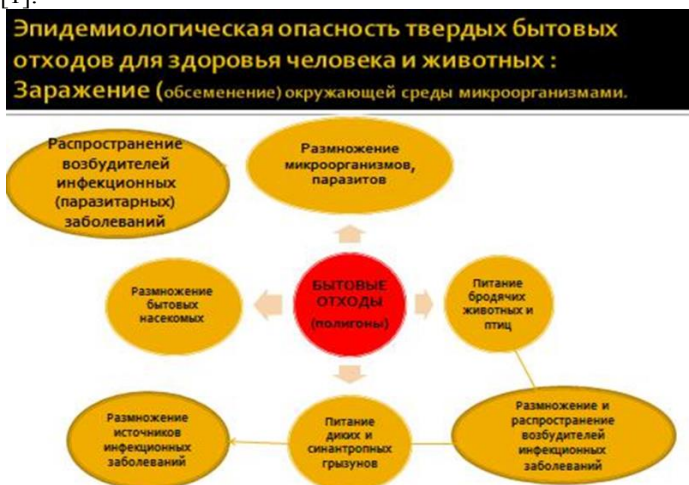 [1].
Эпидемиологическая опасность твердых бытовых
отходов для здоровья человека и животных :
Заражение (обсеменение) окружающей среды микроорганизмами.
Распространение
возбудителей
инфекционных
(паразитарных)
заболеваний
Размножение
микроорганизмов,
паразитов
Размножение
бытовых
насекомых
БЫТОВЫЕ
ОТХОДЫ
(полигоны)
Питание
бродячих
животных и
птиц
Размножение
источников
инфекционных
заболеваний
Питание
диких и
синантропных
грызунов
Размножение и
распространение
возбудителей
инфекционных
заболеваний